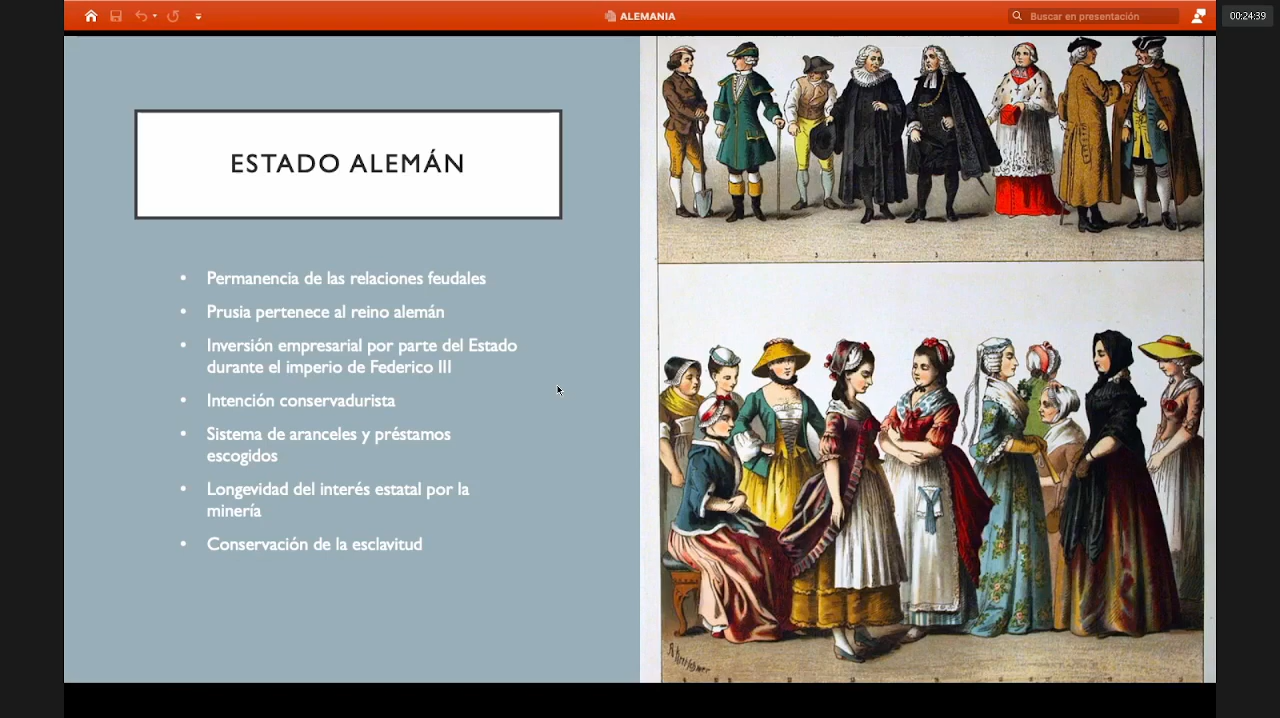 ALEMANIA
Buscar en presentación
00:24:39
ESTADO ALEMÁN
• Permanencia de las relaciones feudales
• Prusia pertenece al reino alemán
• Inversión empresarial por parte del Estado
durante el imperio de Federico III
• Intención conservadurista
• Sistema de aranceles y préstamos
escogidos
• Longevidad del interés estatal por la
minería
• Conservación de la esclavitud